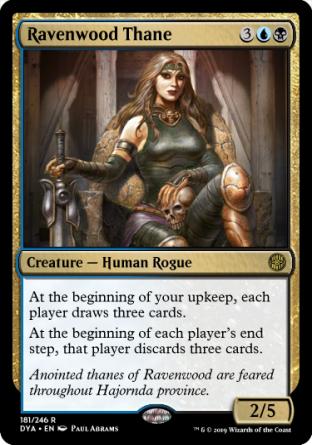 Ravenwood Thane 3
Creature — Human Rogue
At the beginning of your upkeep, each
player draws three cards.
At the beginning of each player's end
step, that player discards three cards.
Anointed thanes of Ravenwood are feared
throughout Hajornda province.
2/5
181/246 R
DYA • EN Paul Abrams
™ & © 2019 Wizards of the Coast